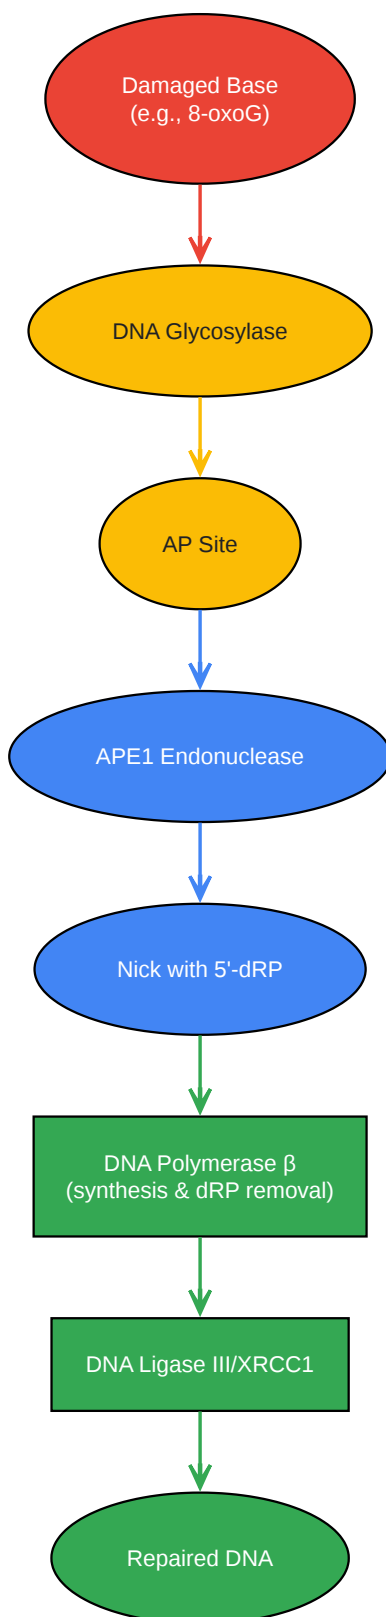 Damaged Base
(e.g., 8-oxoG)
DNA Glycosylase
AP Site
APE1 Endonuclease
Nick with 5'-dRP
DNA Polymerase β
(synthesis & dRP removal)
DNA Ligase III/XRCC1
Repaired DNA